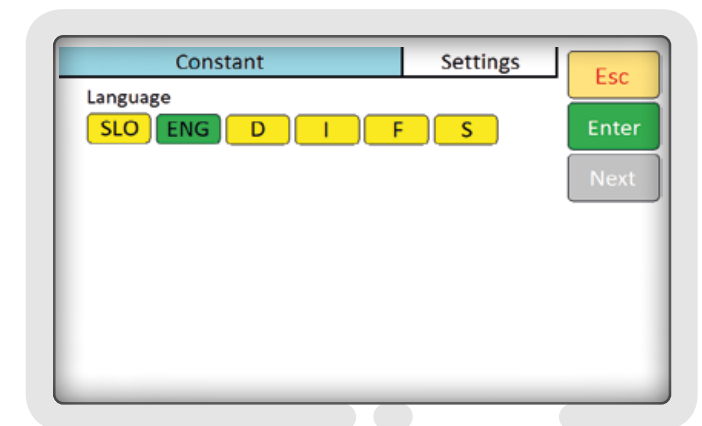 Constant Settings
Esc
Language
SLO ENG D I F S
Enter
Next